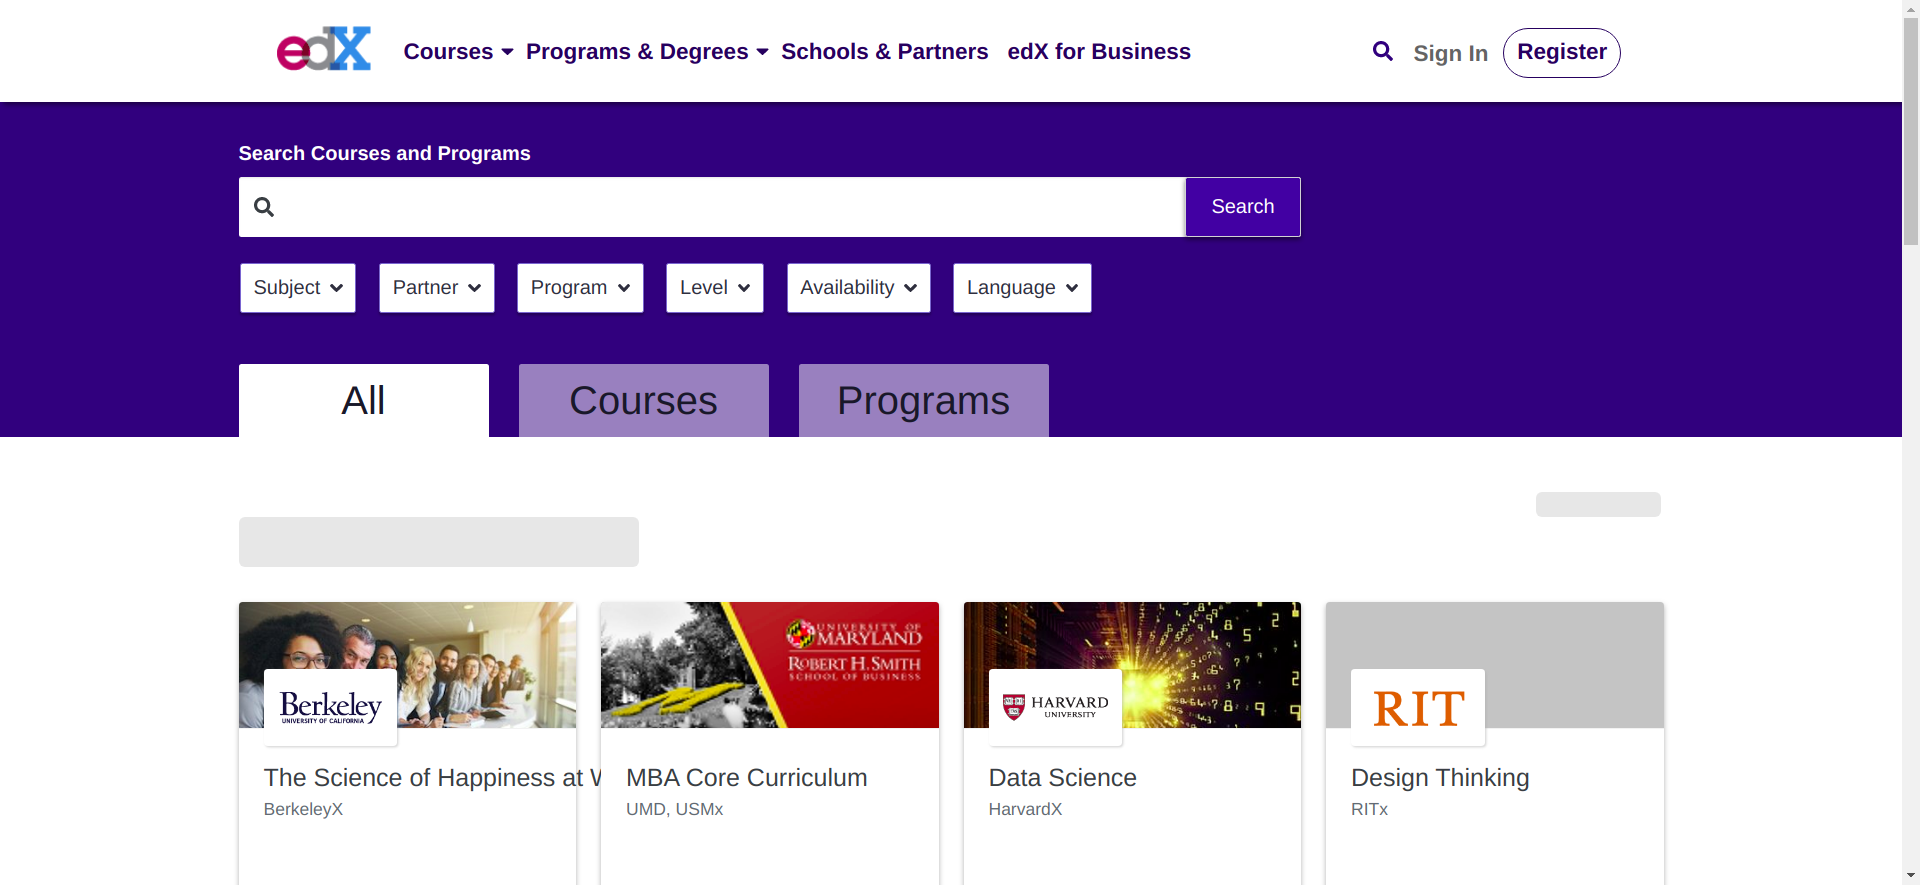 edX Courses Programs & Degrees Schools & Partners edX for Business Sign In Register
Search Courses and Programs
Search
Subject Partner Program Level Availability Language
All Courses Programs
UNIVERSITY OF
MARYLAND
ROBERT H. SMITH
SCHOOL OF BUSINESS
Berkeley
UNIVERSITY OF CALIFORNIA
HARVARD
UNIVERSITY
RIT
The Science of Happiness at
BerkeleyX
MBA Core Curriculum
UMD, USMx
Data Science
HarvardX
Design Thinking
RITx